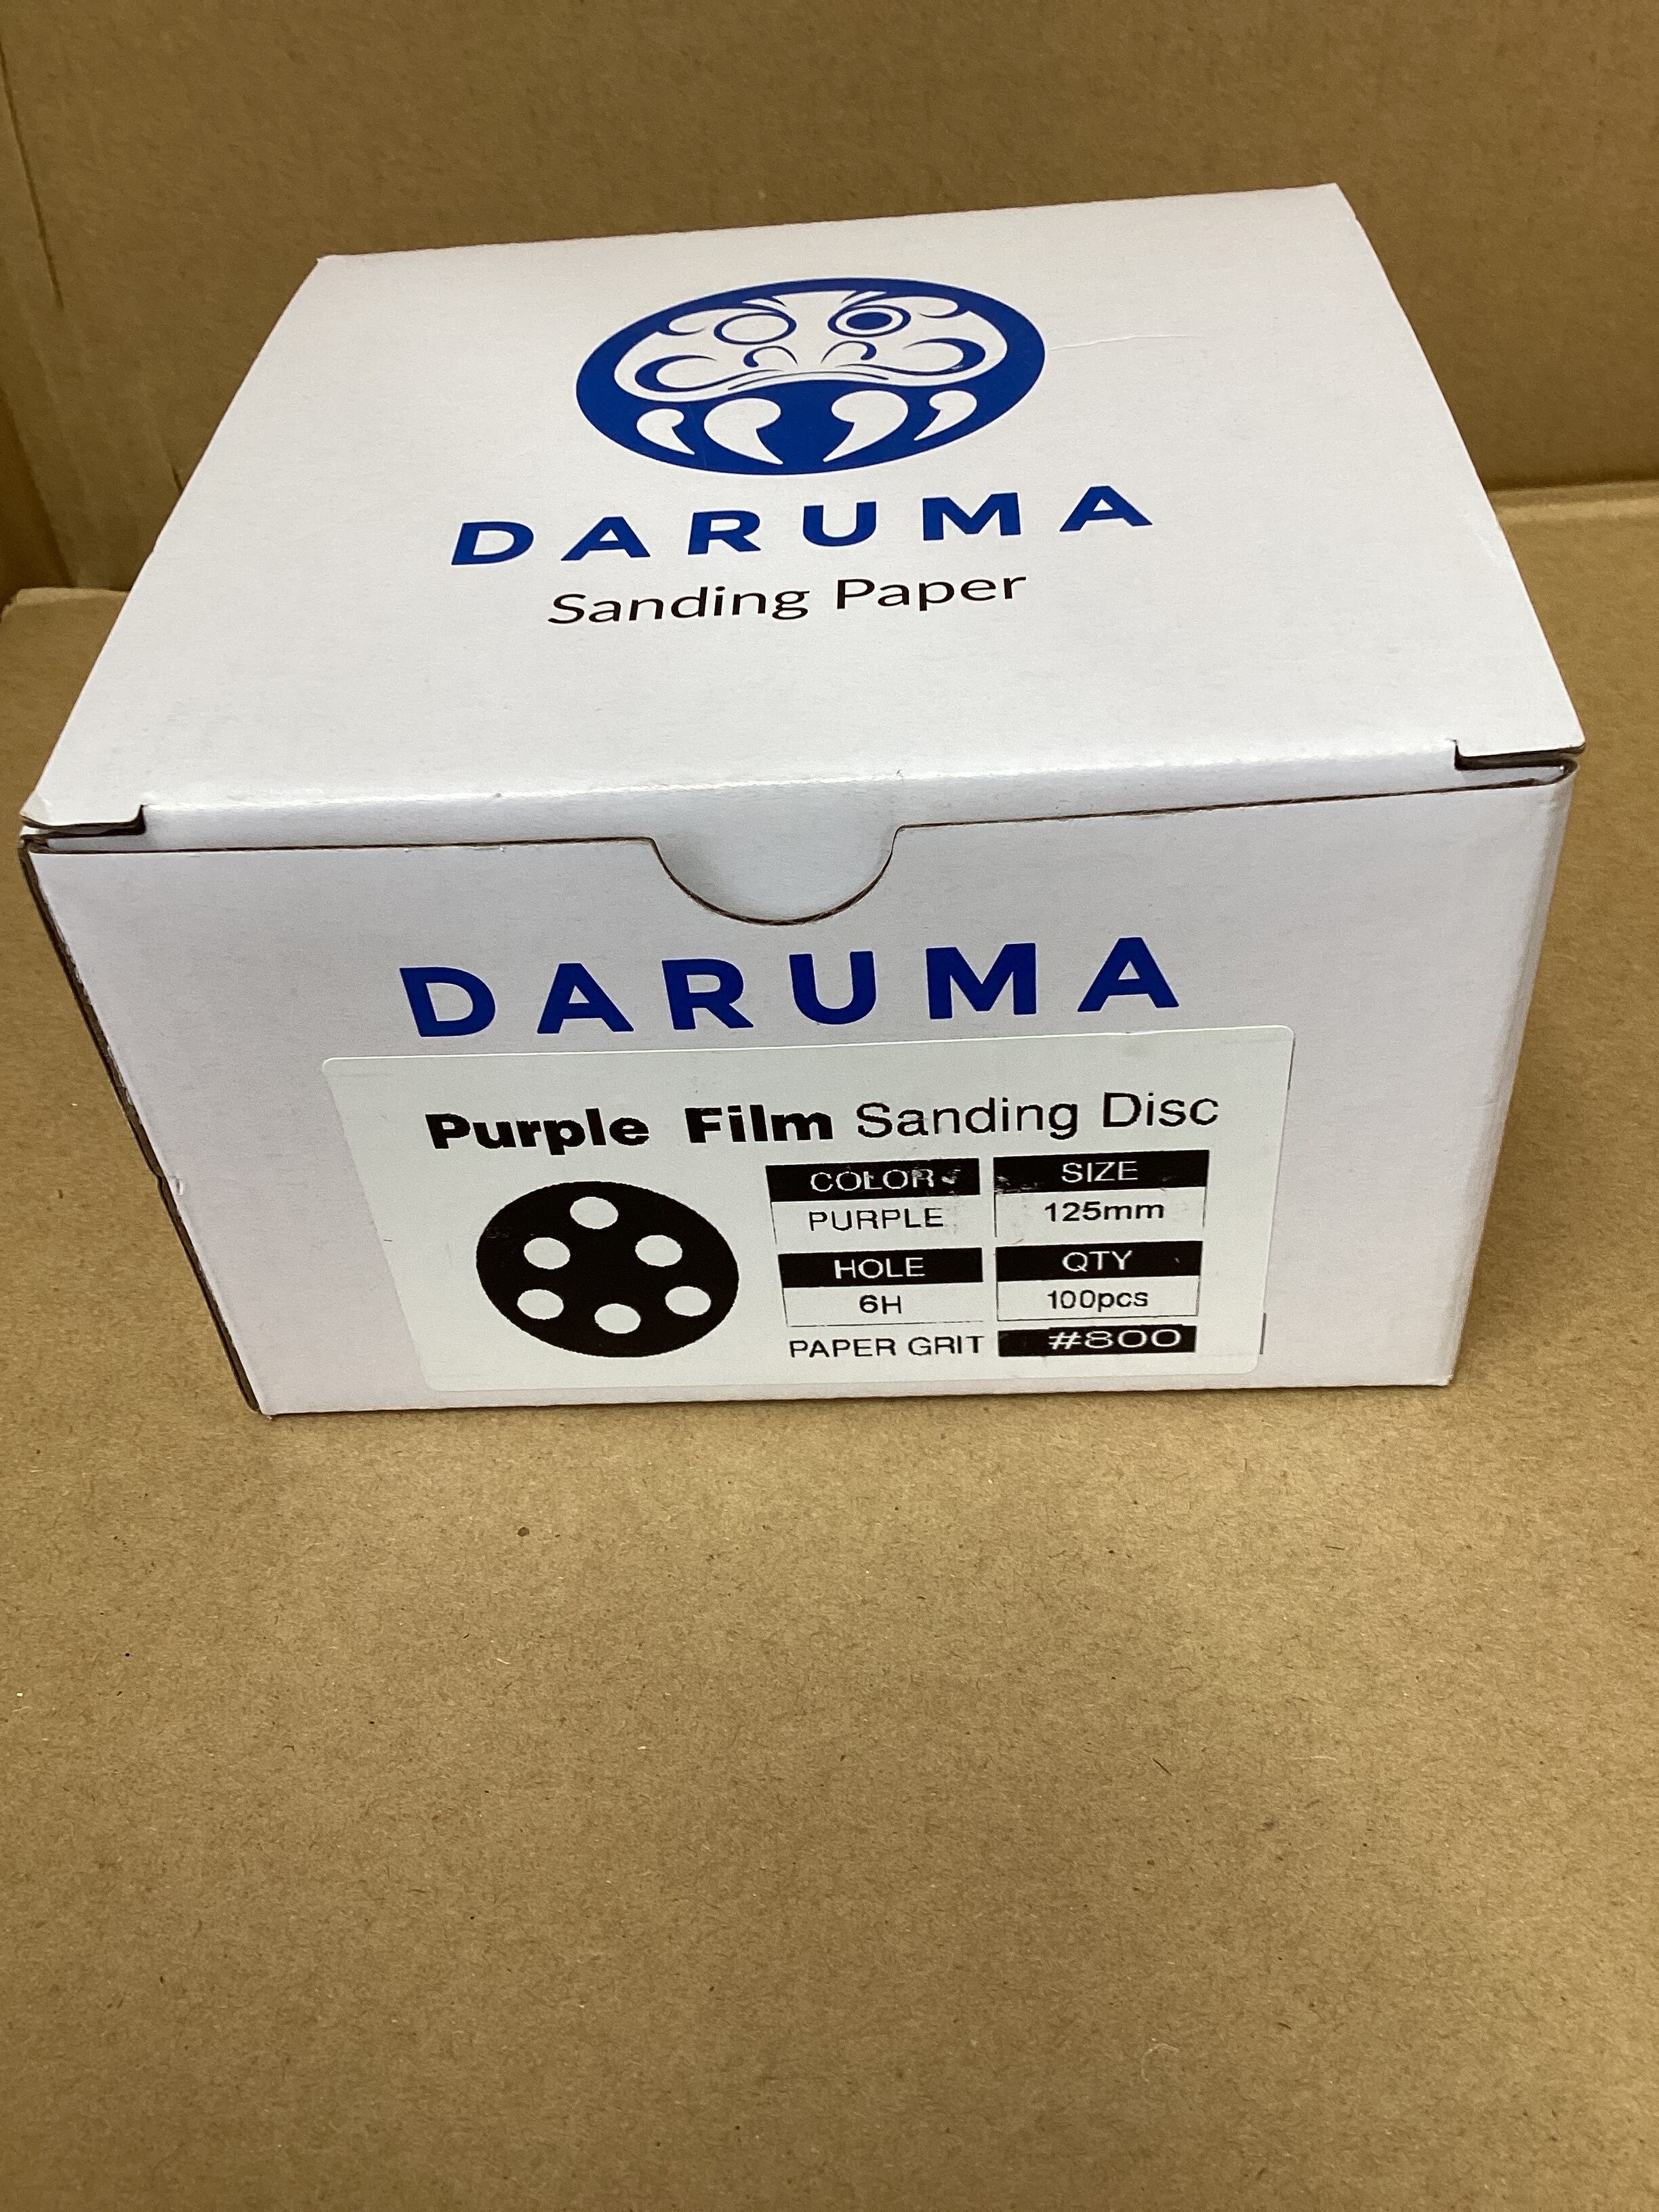 DARUMA
Sanding Paper
DARUMA
Purple Film Sanding Disc
COLOR SIZE
PURPLE 125mm
HOLE QTY
6H 100pcs
PAPER GRIT #800